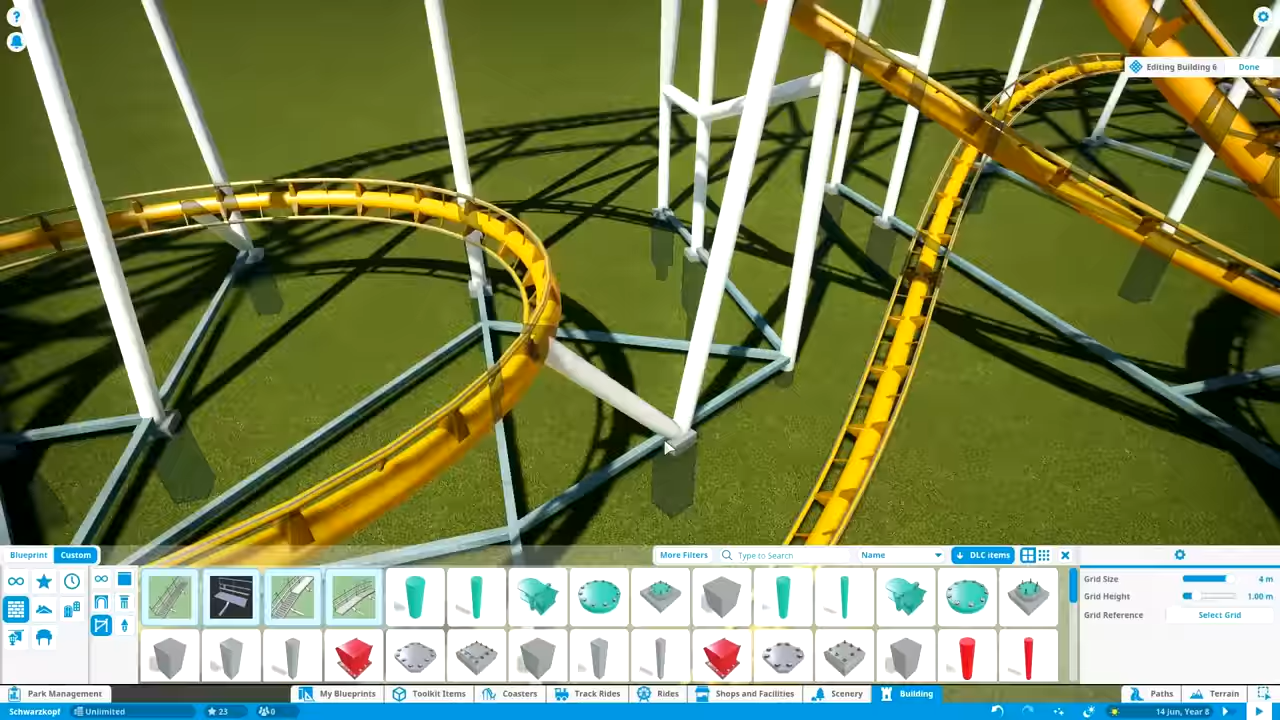 ?
Editing Building 6 Done
Blueprint Custom More Filters Type to Search Name DLC items
Grid Size 4 m
Grid Height 1.00 m
Grid Reference Select Grid
Park Management My Blueprints Toolkit Items Coasters Track Rides Rides Shops and Facilities Scenery Building Paths Terrain
Schwarzkopf Unlimited 23 0 14 Jun, Year 8